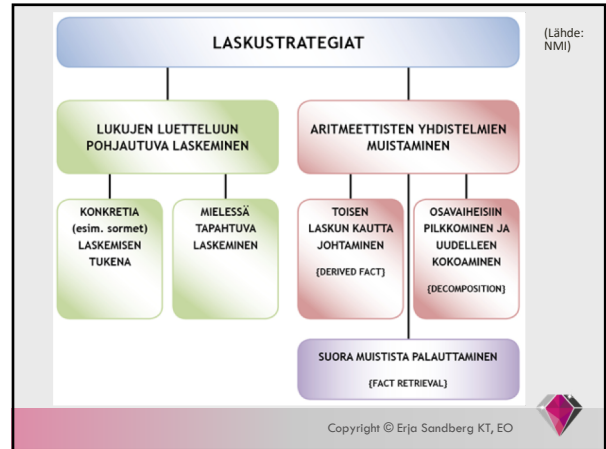 LASKUSTRATEGIAT
(Lähde:
NMI)
LUKUJEN LUETTELUUN
POHJAUTUVA LASKEMINEN
ARITMEETTISTEN YHDISTELMIEN
MUISTAMINEN
KONKRETIA
(esim. sormet)
LASKEMISEN
TUKENA
MIELESSÄ
TAPAHTUVA
LASKEMINEN
TOISEN
LASKUN KAUTTA
JOHTAMINEN
{DERIVED FACT}
OSAVAIHEISIIN
PILKKOMINEN JA
UUDELLEEN
KOKOAMINEN
{DECOMPOSITION}
SUORA MUISTISTA PALAUTTAMINEN
{FACT RETRIEVAL}
Copyright © Erja Sandberg KT, EO